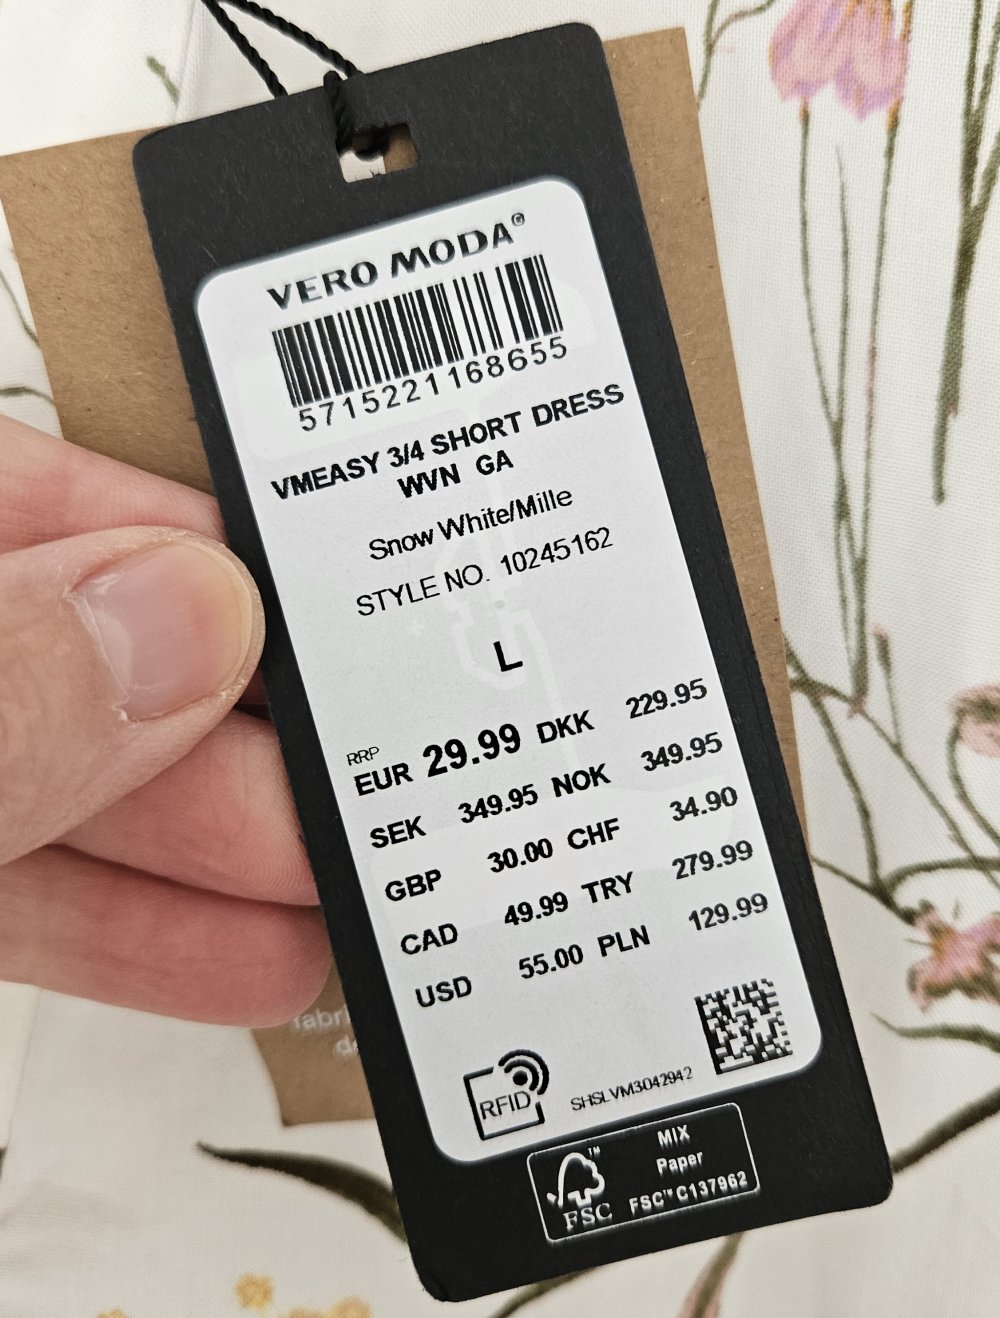 VERO MODA®
5715221168655
VMEASY 3/4 SHORT DRESS
WVN GA
Snow White/Mille
STYLE NO. 10245162
L
RRP
EUR 29.99 DKK 229.95
SEK 349.95 NOK 349.95
GBP 30.00 CHF 34.90
CAD 49.99 TRY 279.99
USD 55.00 PLN 129.99
RFID
SHSLVM3042942
MIX
Paper
FSC™ C137962
FSC